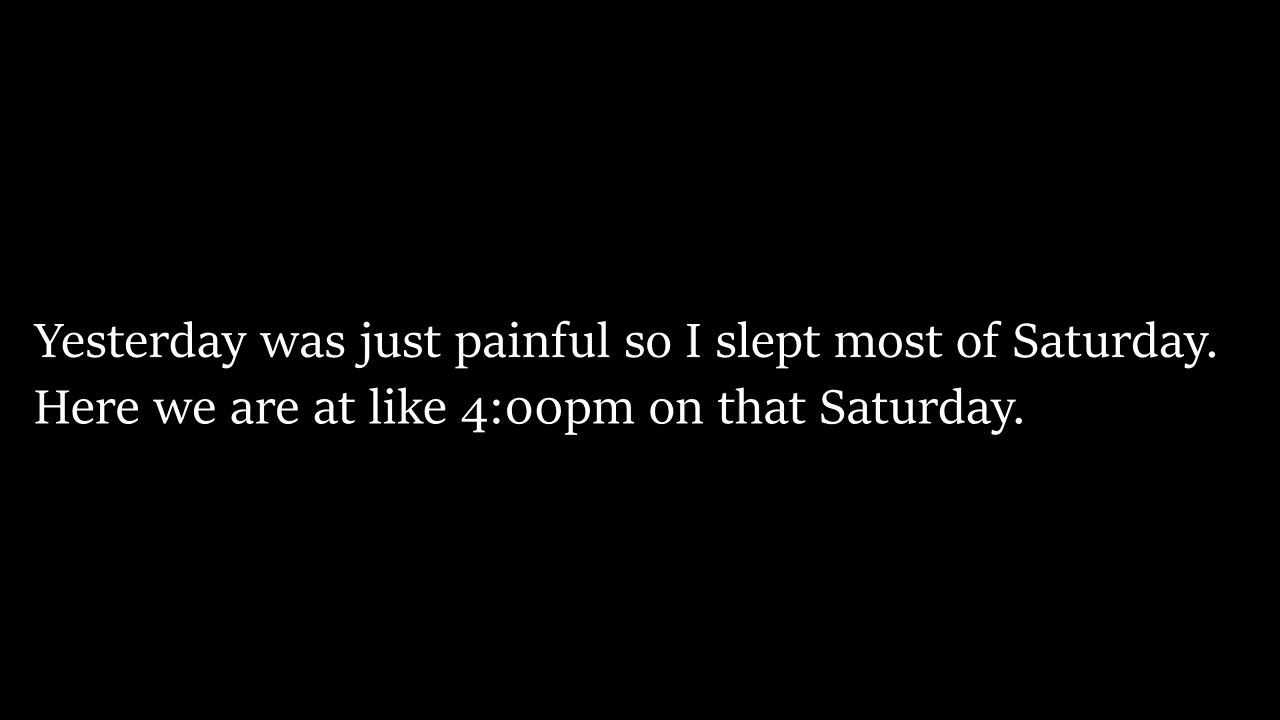 Yesterday was just painful so I slept most of Saturday.
Here we are at like 4:00pm on that Saturday.